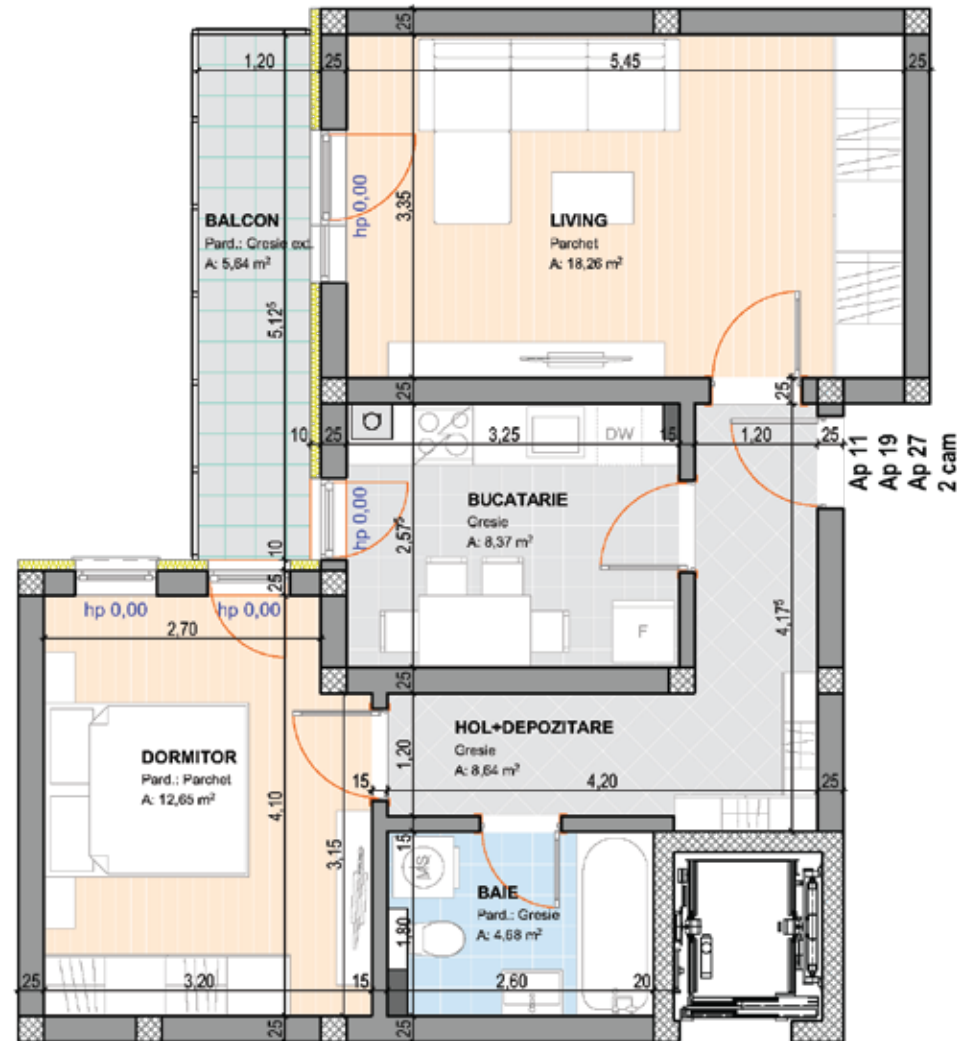 25
1,20
25
5,45
25
BALCON
Pard.: Gresie ext.
A: 5,64 m²
hp 0,00
3,35
LIVING
Parchet
A: 18,26 m²
5,12⁵
25
25
10
25
3,25
15
DW
1,20
25
Ap 11
Ap 19
Ap 27
2 cam
BUCATARIE
Gresie
A: 8,37 m²
hp 0,00
2,57⁵
10
25
hp 0,00
hp 0,00
2,70
F
4,17⁵
25
HOL+DEPOZITARE
Gresie
A: 8,64 m²
1,20
15
4,20
25
DORMITOR
Pard.: Parchet
A: 12,65 m²
4,10
3,15
15
MS
BAIE
Pard.: Gresie
A: 4,68 m²
1,80
25
3,20
15
2,60
20
25